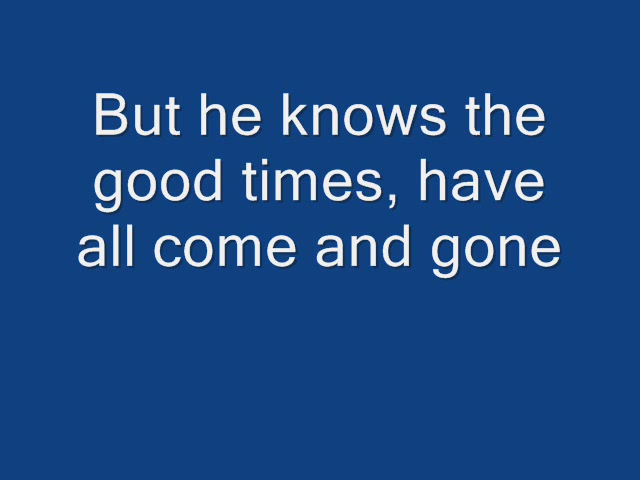 But he knows the
good times, have
all come and gone